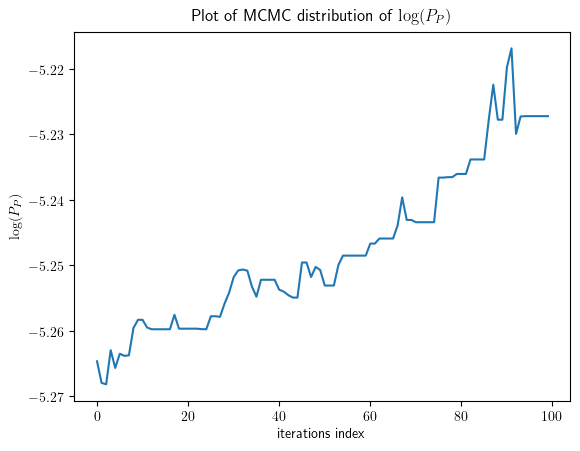 Plot of MCMC distribution of log(P_P)
−5.22
−5.23
−5.24
−5.25
−5.26
−5.27
log(P_P)
0 20 40 60 80 100
iterations index